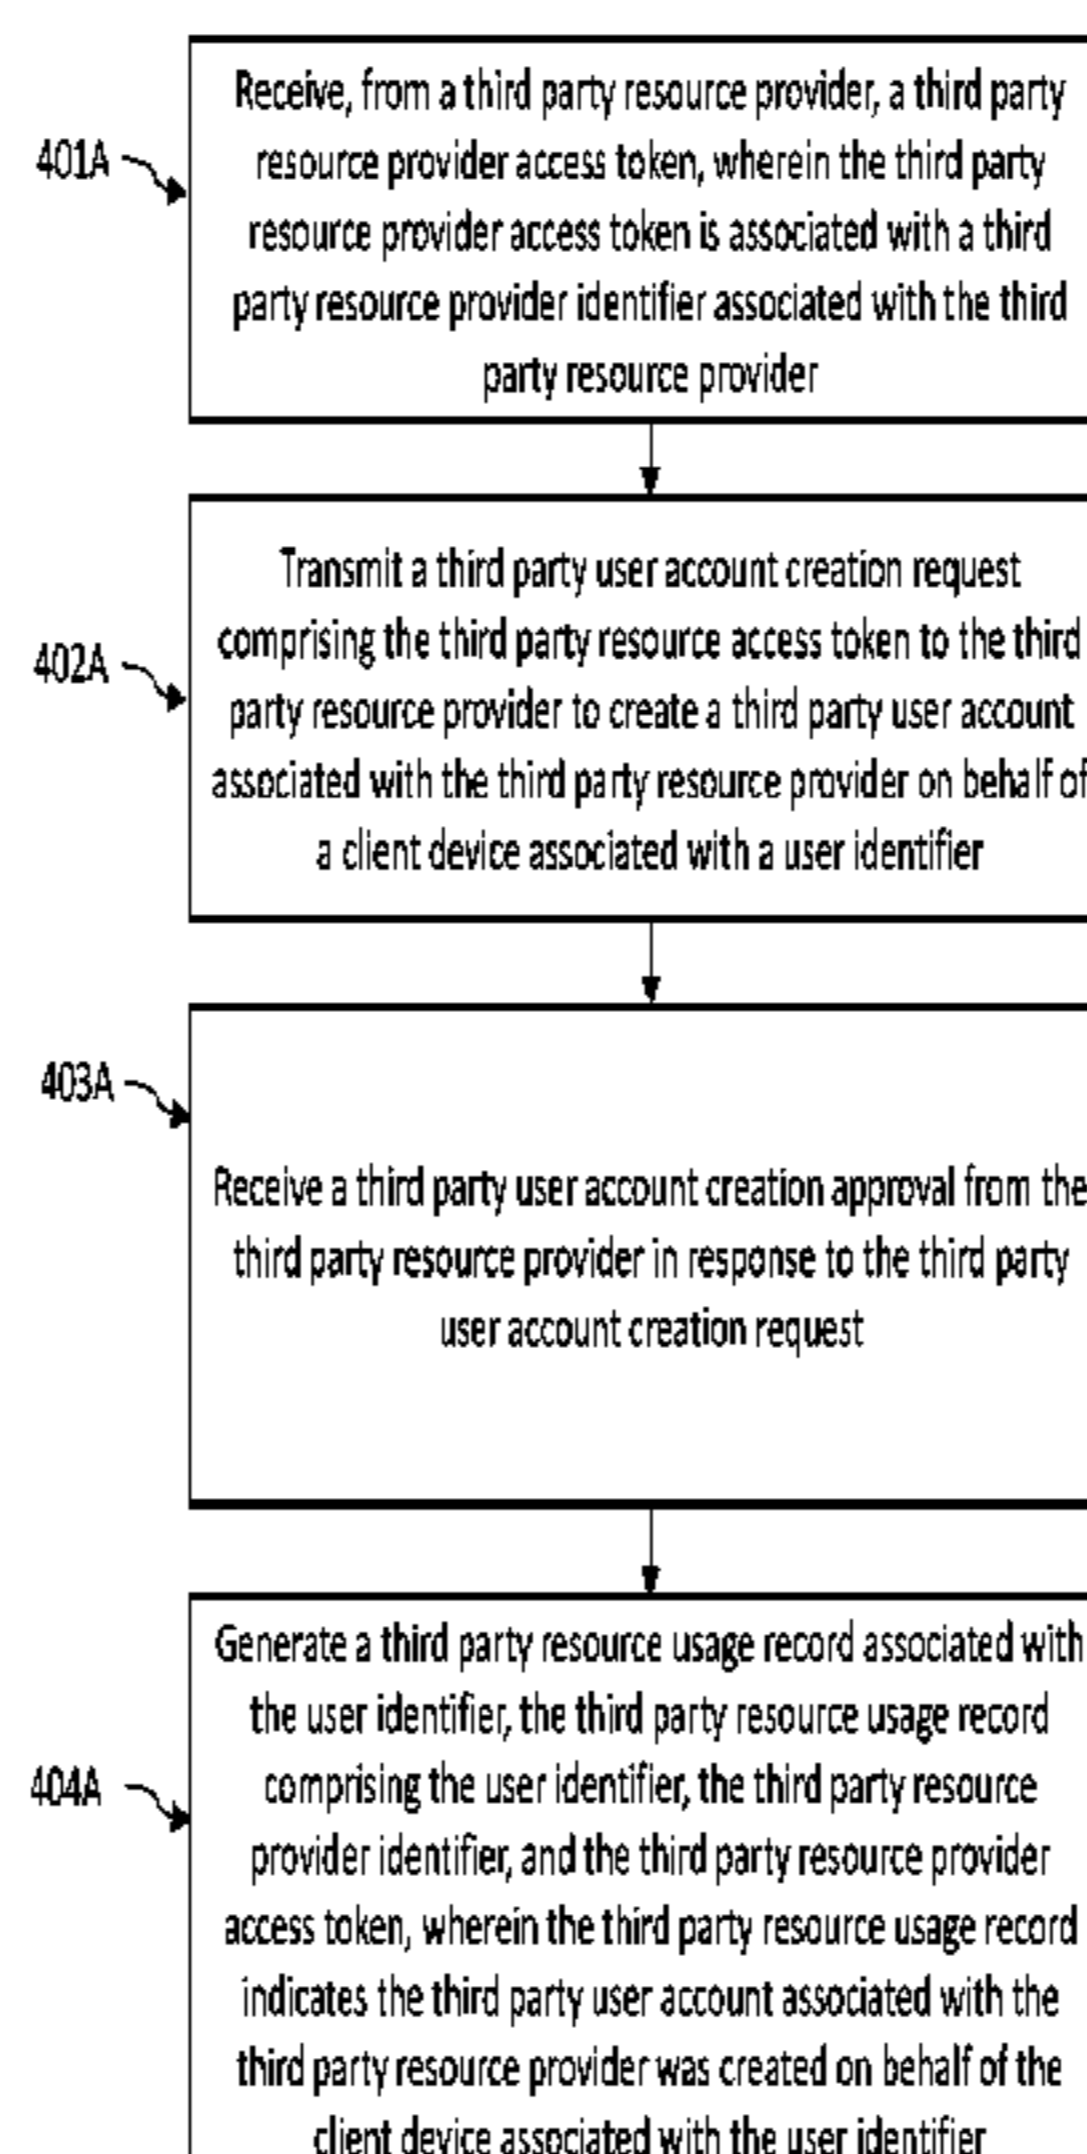 401A
Receive, from a third party resource provider, a third party
resource provider access token, wherein the third party
resource provider access token is associated with a third
party resource provider identifier associated with the third
party resource provider
402A
Transmit a third party user account creation request
comprising the third party resource access token to the third
party resource provider to create a third party user account
associated with the third party resource provider on behalf of
a client device associated with a user identifier
403A
Receive a third party user account creation approval from the
third party resource provider in response to the third party
user account creation request
404A
Generate a third party resource usage record associated with
the user identifier, the third party resource usage record
comprising the user identifier, the third party resource
provider identifier, and the third party resource provider
access token, wherein the third party resource usage record
indicates the third party user account associated with the
third party resource provider was created on behalf of the
client device associated with the user identifier